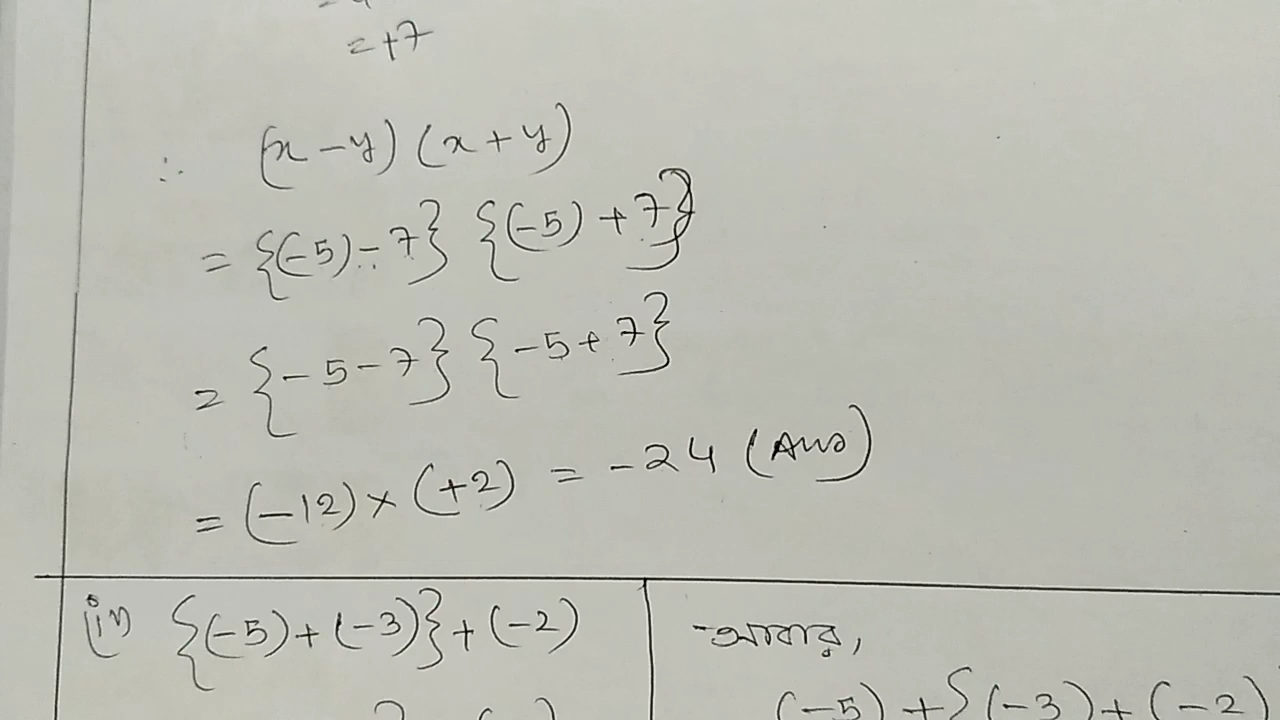 =+7
∴ (x-y) (x+y)
= {(-5)-7} {(-5)+7}
= {-5-7} {-5+7}
= (-12)×(+2) = -24 (Ans)
{(-5)+(-3)}+(-2)
আবার,
(-5)+{(-3)+(-2)